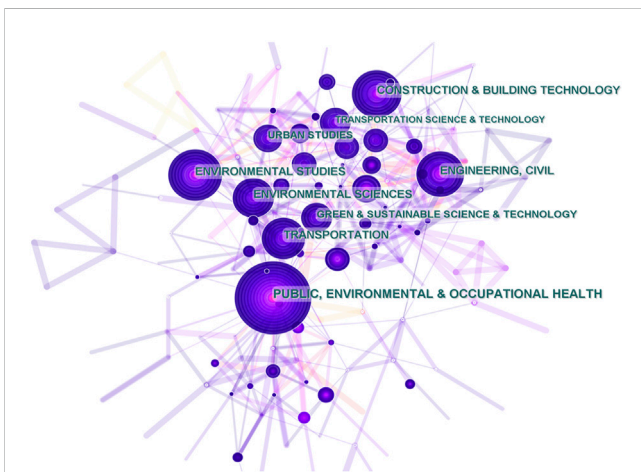 CONSTRUCTION & BUILDING TECHNOLOGY
TRANSPORTATION SCIENCE & TECHNOLOGY
URBAN STUDIES
ENVIRONMENTAL STUDIES
ENGINEERING, CIVIL
ENVIRONMENTAL SCIENCES
GREEN & SUSTAINABLE SCIENCE & TECHNOLOGY
TRANSPORTATION
PUBLIC, ENVIRONMENTAL & OCCUPATIONAL HEALTH